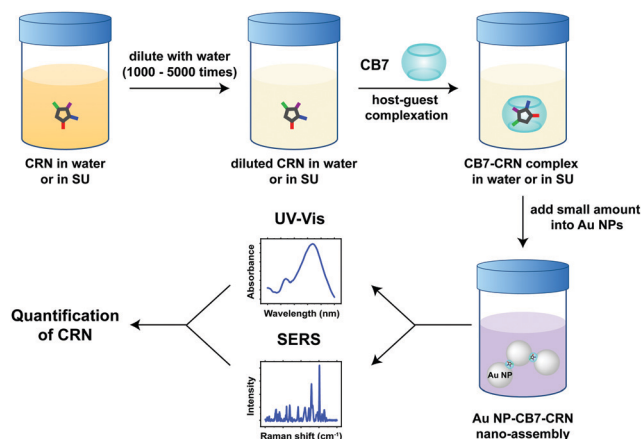 dilute with water
(1000 - 5000 times)
CB7
host-guest
complexation
CRN in water
or in SU
diluted CRN in water
or in SU
CB7-CRN complex
in water or in SU
add small amount
into Au NPs
UV-Vis
Absorbance
Wavelength (nm)
Quantification
of CRN
SERS
Intensity
Raman shift (cm⁻¹)
Au NP
Au NP-CB7-CRN
nano-assembly